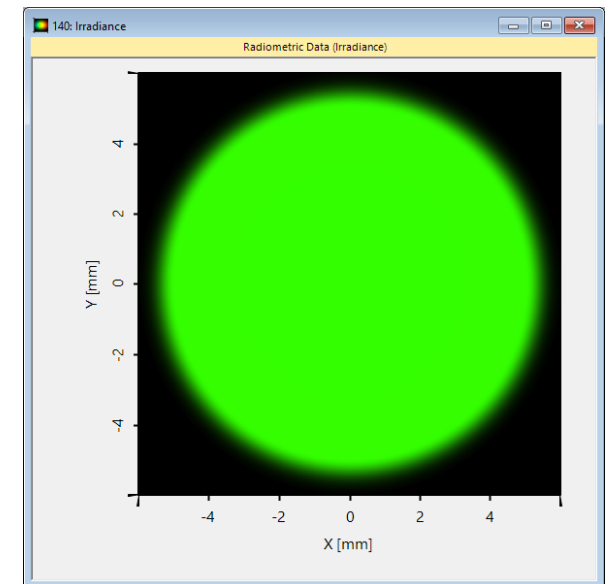 140: Irradiance
Radiometric Data (Irradiance)
4
2
0
-2
-4
Y [mm]
-4 -2 0 2 4
X [mm]